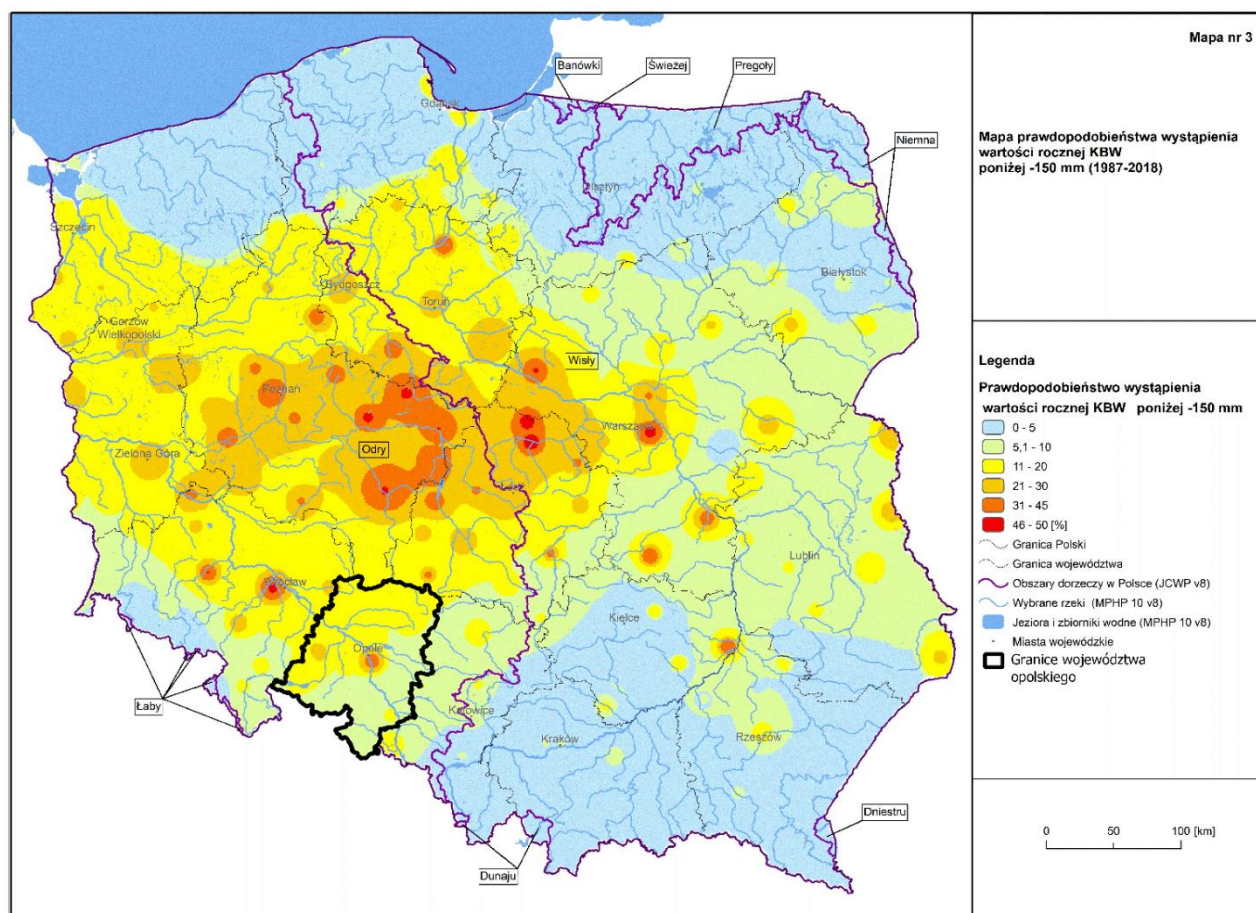 Mapa nr 3
Mapa prawdopodobieństwa wystąpienia
wartości rocznej KBW
poniżej -150 mm (1987-2018)
Legenda
Prawdopodobieństwo wystąpienia
wartości rocznej KBW poniżej -150 mm
0 - 5
5,1 - 10
11 - 20
21 - 30
31 - 45
46 - 50 [%]
Granica Polski
Granica województwa
Obszary dorzeczy w Polsce (JCWP v8)
Wybrane rzeki (MPHP 10 v8)
Jeziora i zbiorniki wodne (MPHP 10 v8)
Miasta wojewódzkie
Granice województwa
opolskiego
0 50 100 [km]
Banówki
Świeżej
Pregoły
Niemna
Gdańsk
Olsztyn
Szczecin
Białystok
Bydgoszcz
Toruń
Gorzów
Wielkopolski
Wisły
Poznań
Warszawa
Odry
Zielona Góra
Łódź
Lublin
Wrocław
Kielce
Opole
Łaby
Katowice
Kraków
Rzeszów
Dniestru
Dunaju